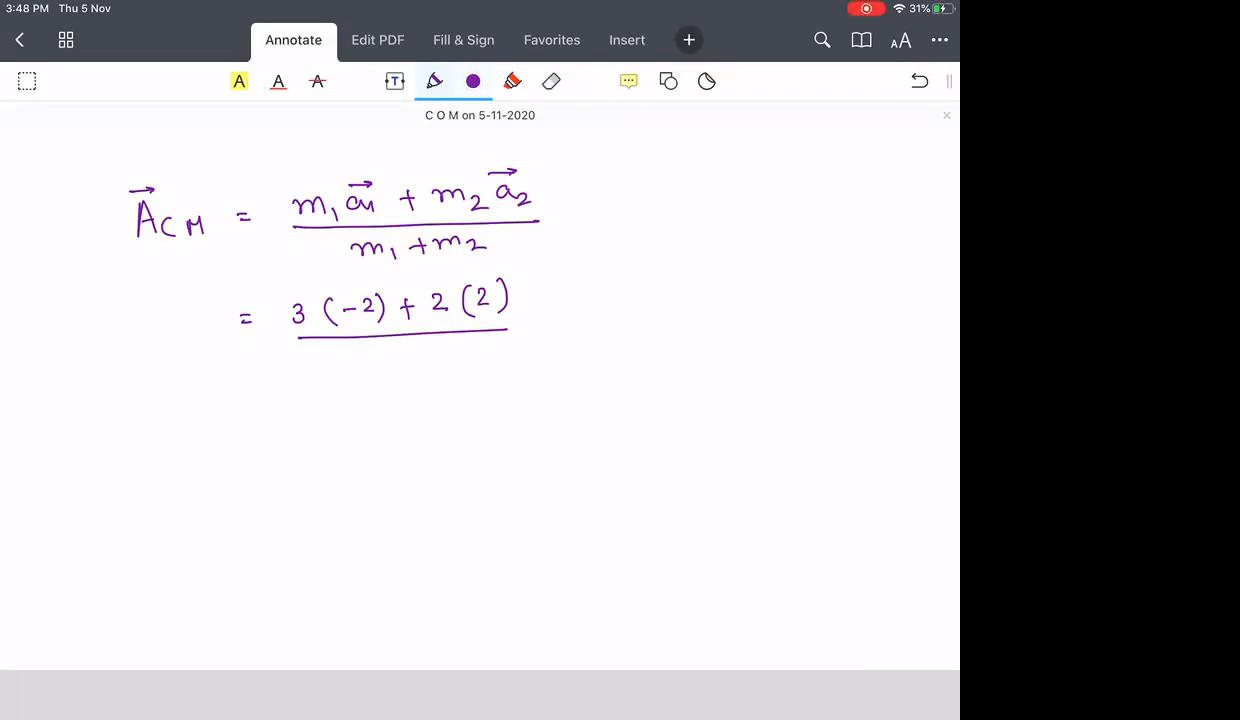 3:48 PM Thu 5 Nov 31%
Annotate Edit PDF Fill & Sign Favorites Insert
A A A T
C O M on 5-11-2020
A⃗CM = m₁a⃗₁ + m₂a⃗₂
m₁ + m₂
= 3 (-2) + 2 (2)